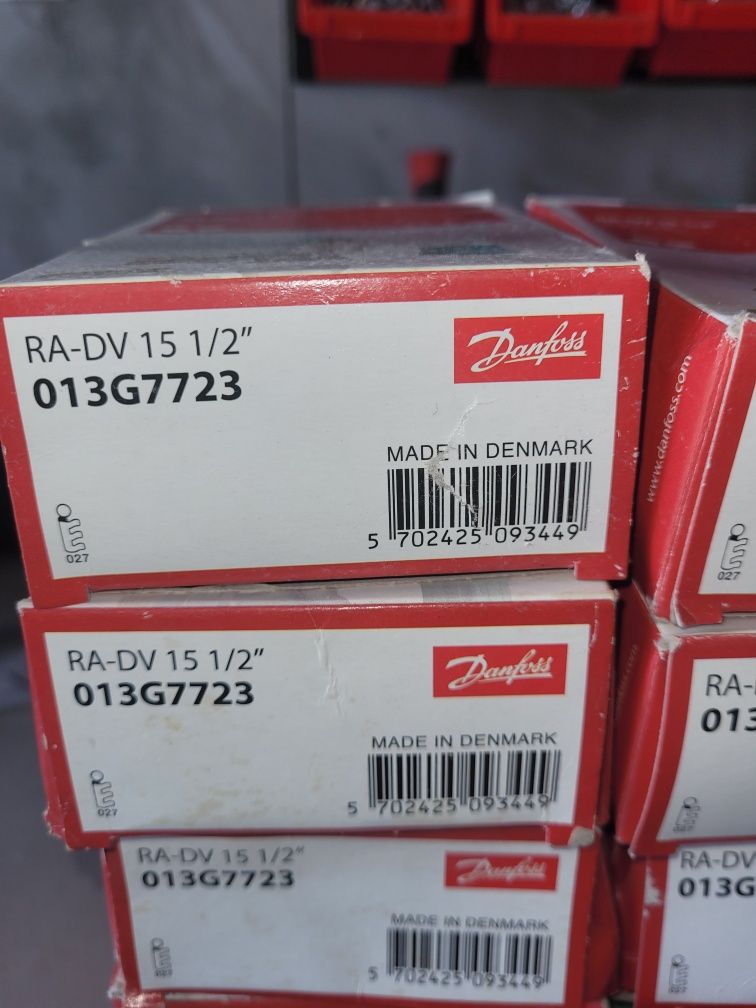 RA-DV 15 1/2"
013G7723
Danfoss
MADE IN DENMARK
5 702425 093449
027
www.danfoss.com
027
RA-DV 15 1/2"
013G7723
Danfoss
MADE IN DENMARK
5 702425 093449
027
RA-
013
RA-DV 15 1/2"
013G7723
Danfoss
MADE IN DENMARK
5 702425 093449
RA-DV
013G